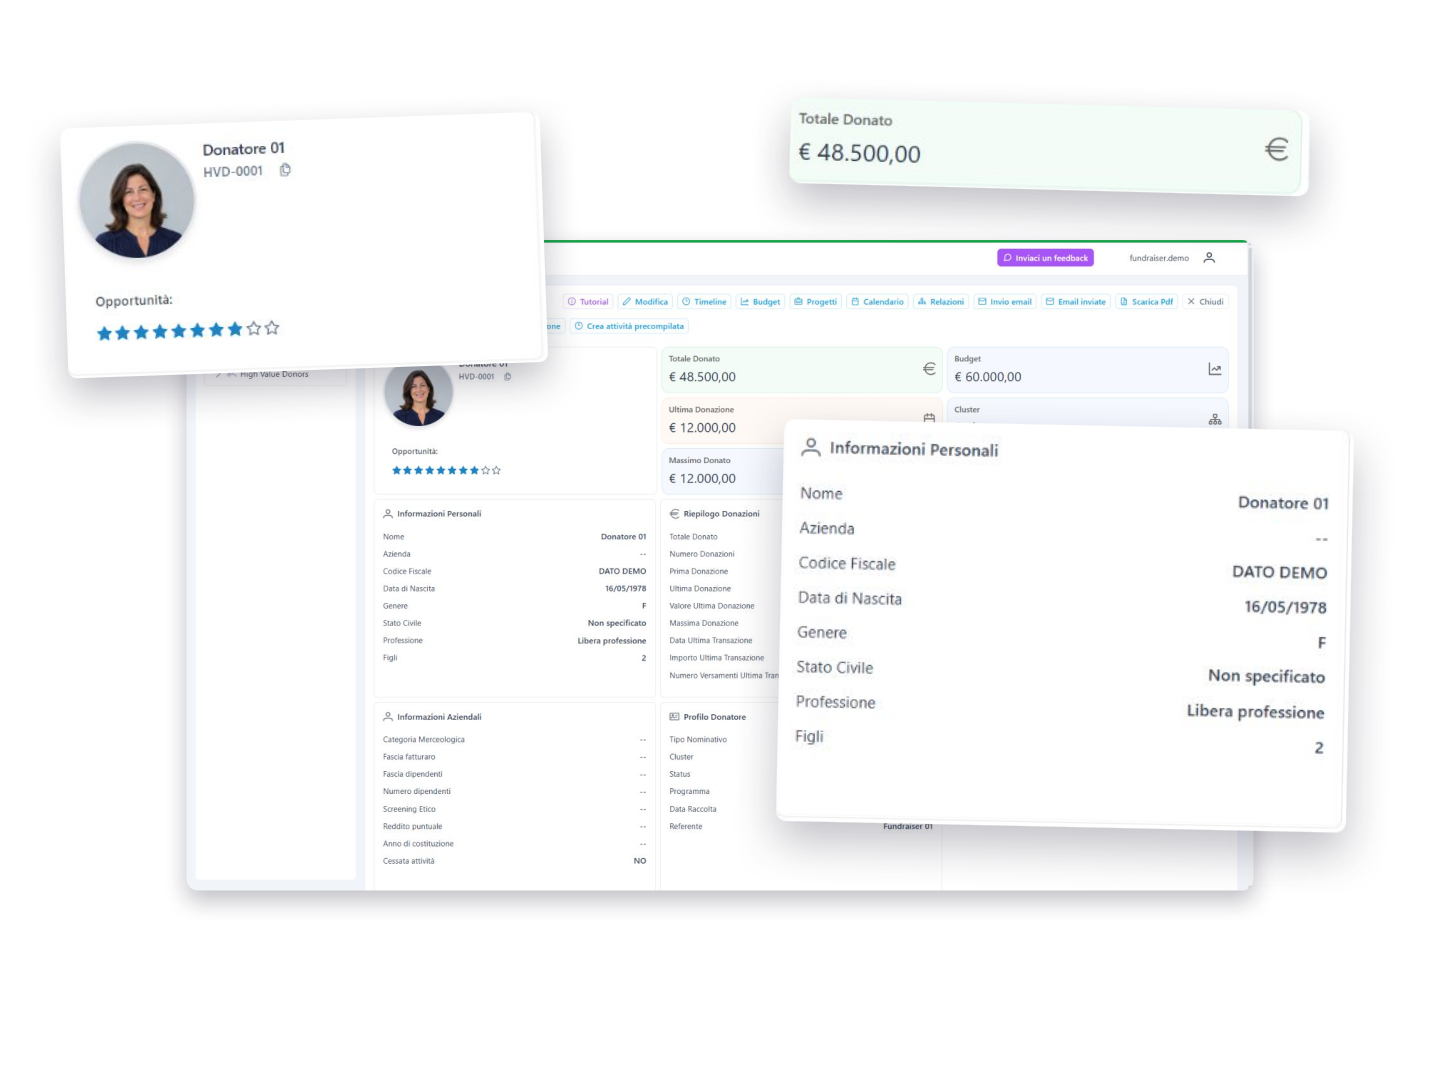 Donatore 01
HVD-0001
Opportunità:
Totale Donato
€ 48.500,00
Inviaci un feedback
fundraiser.demo
Tutorial
Modifica
Timeline
Budget
Progetti
Calendario
Relazioni
Invio email
Email inviate
Scarica Pdf
Chiudi
one
Crea attività precompilata
High Value Donors
HVD-0001
Opportunità:
Totale Donato
€ 48.500,00
Budget
€ 60.000,00
Ultima Donazione
€ 12.000,00
Cluster
Massimo Donato
€ 12.000,00
Informazioni Personali
Nome Donatore 01
Azienda --
Codice Fiscale DATO DEMO
Data di Nascita 16/05/1978
Genere F
Stato Civile Non specificato
Professione Libera professione
Figli 2
Riepilogo Donazioni
Totale Donato
Numero Donazioni
Prima Donazione
Ultima Donazione
Valore Ultima Donazione
Massima Donazione
Data Ultima Transazione
Importo Ultima Transazione
Numero Versamenti Ultima Tran
Informazioni Personali
Nome Donatore 01
Azienda --
Codice Fiscale DATO DEMO
Data di Nascita 16/05/1978
Genere F
Stato Civile Non specificato
Professione Libera professione
Figli 2
Informazioni Aziendali
Categoria Merceologica --
Fascia fatturaro --
Fascia dipendenti --
Numero dipendenti --
Screening Etico --
Reddito puntuale --
Anno di costituzione --
Cessata attività NO
Profilo Donatore
Tipo Nominativo
Cluster
Status
Programma
Data Raccolta
Referente Fundraiser 01